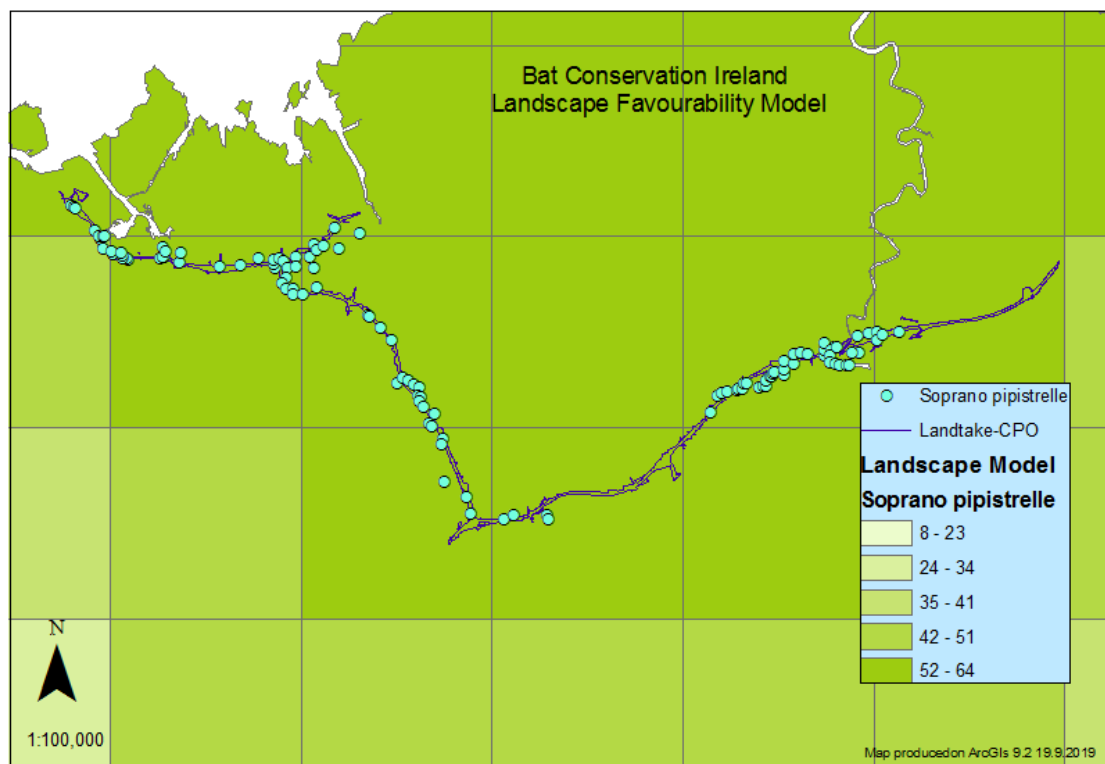 Bat Conservation Ireland
Landscape Favourability Model
Soprano pipistrelle
Landtake-CPO
Landscape Model
Soprano pipistrelle
8 - 23
24 - 34
35 - 41
42 - 51
52 - 64
N
1:100,000
Map producedon ArcGIs 9.2 19.9.2019